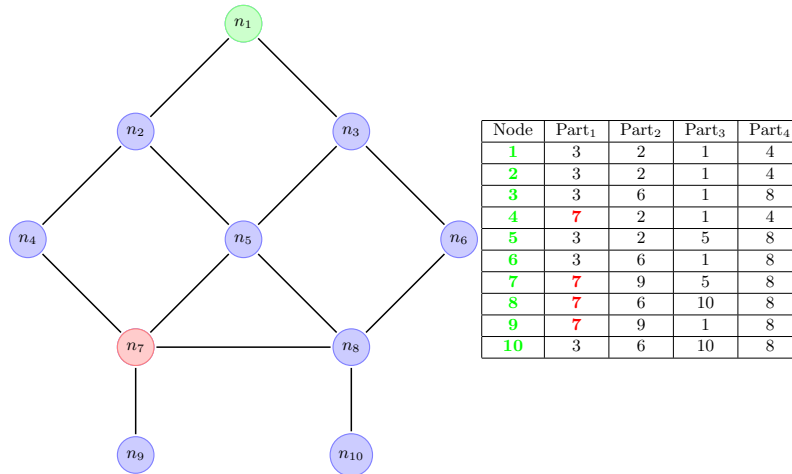 n1
n2 n3
n4 n5 n6
n7 n8
n9 n10
Node Part1 Part2 Part3 Part4
1 3 2 1 4
2 3 2 1 4
3 3 6 1 8
4 7 2 1 4
5 3 2 5 8
6 3 6 1 8
7 7 9 5 8
8 7 6 10 8
9 7 9 1 8
10 3 6 10 8